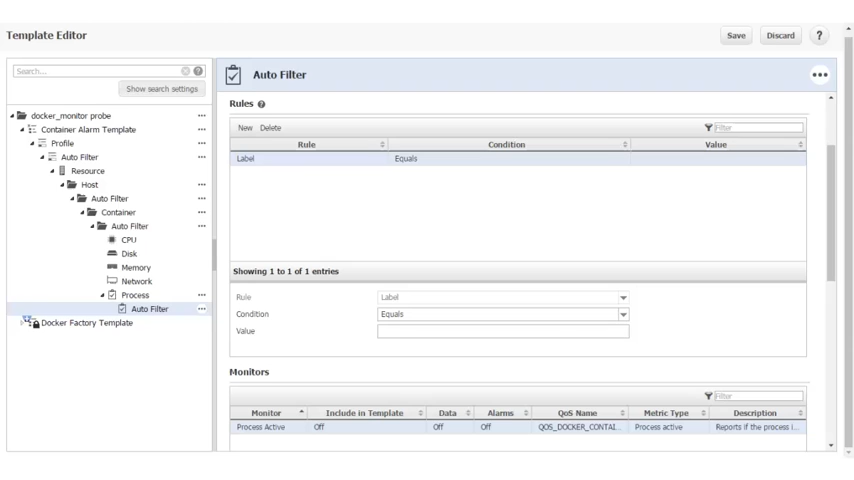 Template Editor
Save
Discard
?
Search...
Show search settings
docker_monitor probe
Container Alarm Template
Profile
Auto Filter
Resource
Host
Auto Filter
Container
Auto Filter
CPU
Disk
Memory
Network
Process
Auto Filter
Docker Factory Template
Auto Filter
Rules
New Delete
Filter
Rule Condition Value
Label Equals
Showing 1 to 1 of 1 entries
Rule Label
Condition Equals
Value
Monitors
Filter
Monitor Include in Template Data Alarms QoS Name Metric Type Description
Process Active Off Off Off QOS_DOCKER_CONTAI... Process active Reports if the process i...